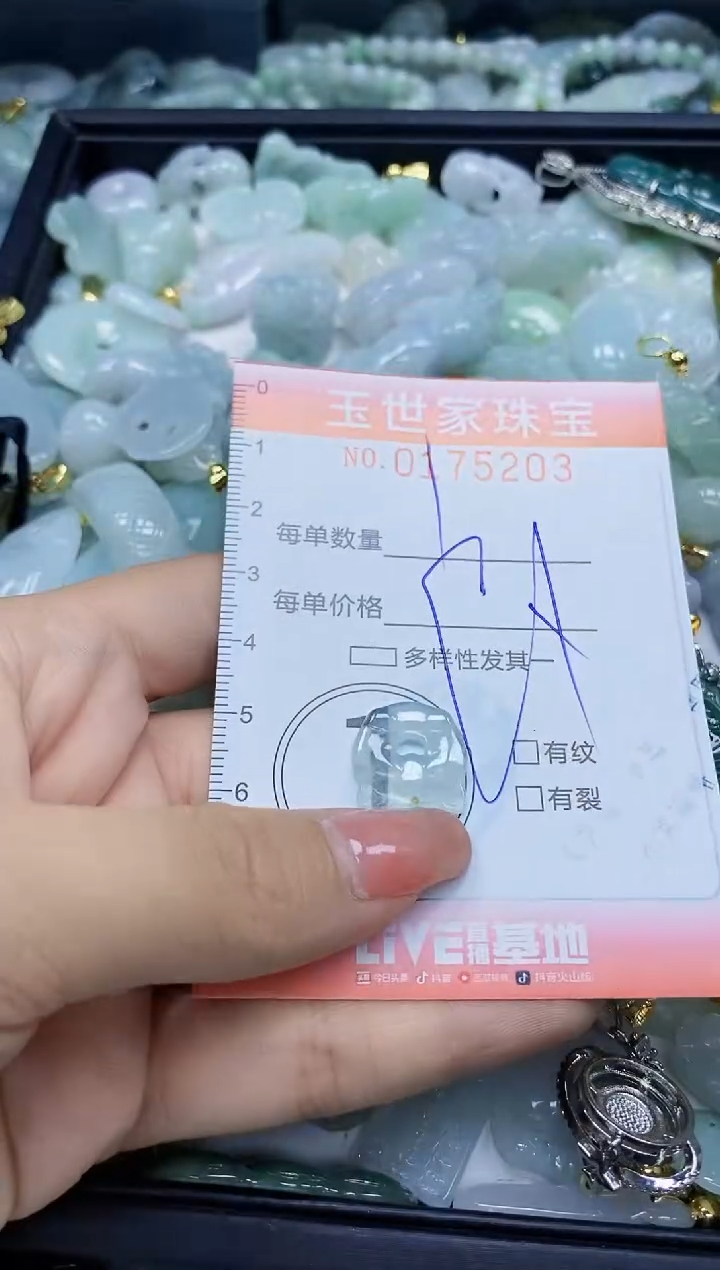 玉世家珠宝
NO. 0175203
0
1
2
3
4
5
6
每单数量
每单价格
多样性发其一
有纹
有裂
LIVE直播基地
今日头条 抖音 抖音火山版